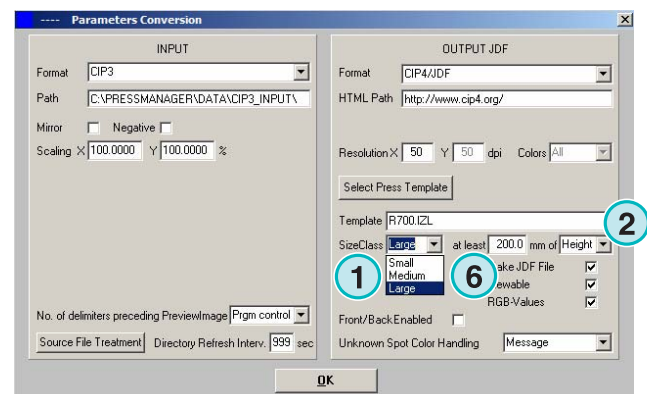 ---- Parameters Conversion
INPUT
Format CIP3
Path C:\PRESSMANAGER\DATA\CIP3_INPUT\
Mirror Negative
Scaling X 100.0000 Y 100.0000 %
No. of delimiters preceding PreviewImage Prgm control
Source File Treatment Directory Refresh Interv. 999 sec
OUTPUT JDF
Format CIP4/JDF
HTML Path http://www.cip4.org/
Resolution X 50 Y 50 dpi Colors All
Select Press Template
Template R700.IZL
2
SizeClass Large at least 200.0 mm of Height
Small
Medium
Large
1
6
ake JDF File
ewable
RGB-Values
Front/Back Enabled
Unknown Spot Color Handling Message
OK